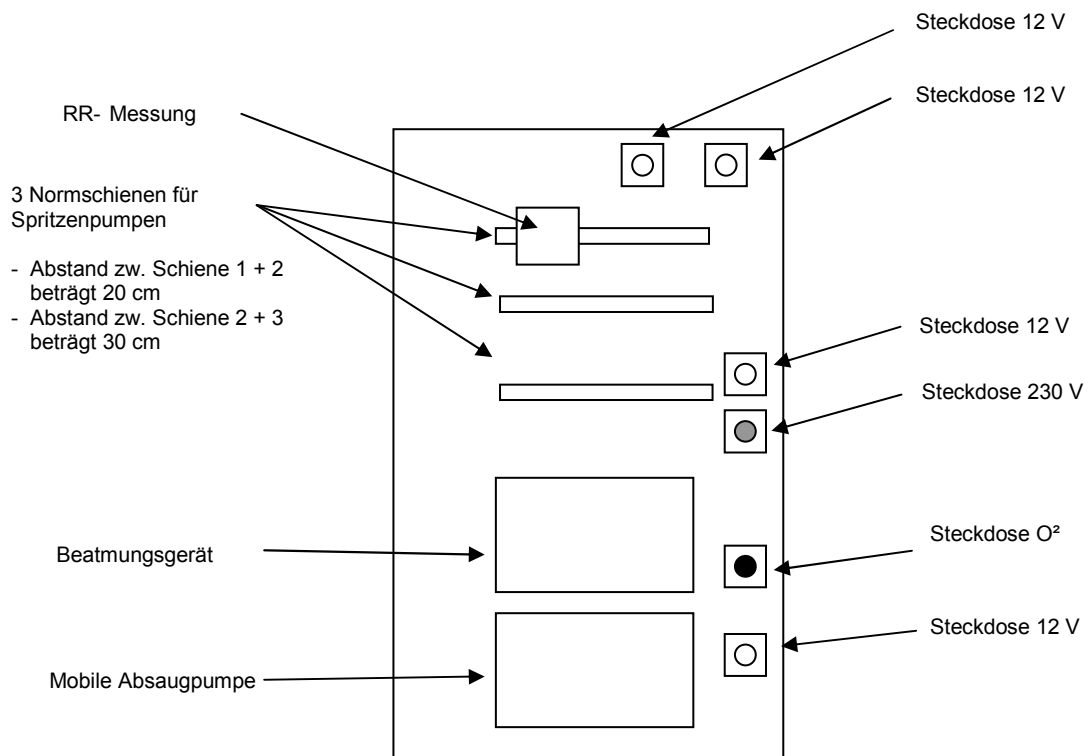 Steckdose 12 V
Steckdose 12 V
RR- Messung
3 Normschienen für
Spritzenpumpen
- Abstand zw. Schiene 1 + 2
beträgt 20 cm
- Abstand zw. Schiene 2 + 3
beträgt 30 cm
Steckdose 12 V
Steckdose 230 V
Beatmungsgerät
Steckdose O²
Steckdose 12 V
Mobile Absaugpumpe